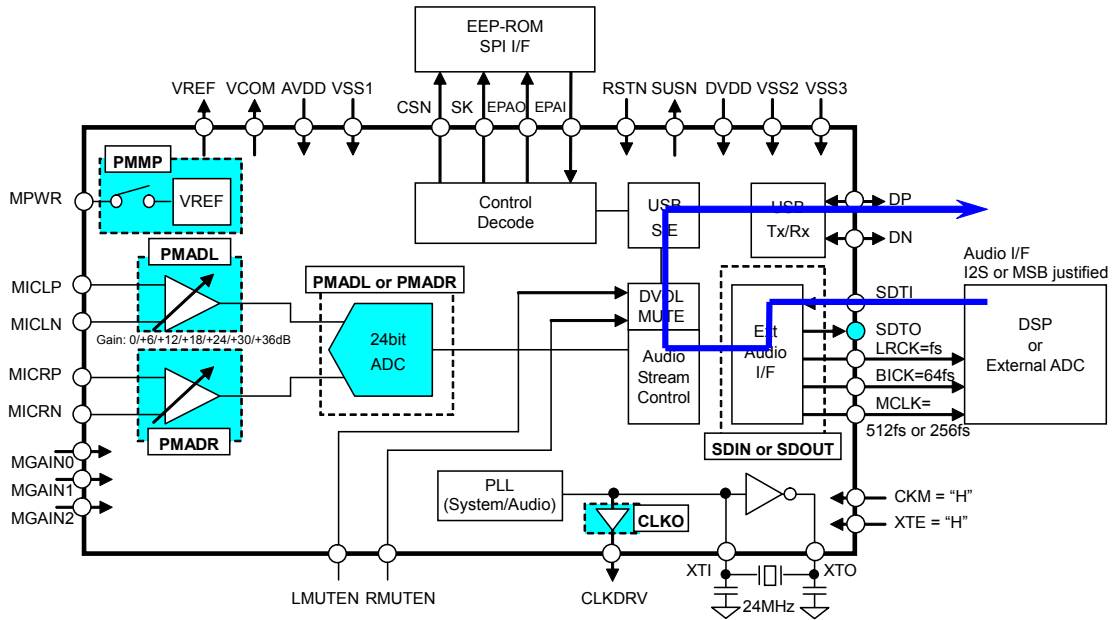 EEP-ROM
SPI I/F
VREF VCOM AVDD VSS1
CSN SK EPAO EPAI
RSTN SUSN DVDD VSS2 VSS3
PMMP
MPWR
VREF
Control
Decode
USB
SIE
USB
Tx/Rx
DP
DN
PMADL
PMADL or PMADR
MICLP
MICLN
Gain: 0/+6/+12/+18/+24/+30/+36dB
24bit
ADC
DVOL
MUTE
Audio
Stream
Control
Ext
Audio
I/F
Audio I/F
I2S or MSB justified
SDTI
SDTO
LRCK=fs
BICK=64fs
MCLK=
512fs or 256fs
DSP
or
External ADC
MICRP
MICRN
PMADR
SDIN or SDOUT
MGAIN0
MGAIN1
MGAIN2
PLL
(System/Audio)
CLKO
CKM = “H”
XTE = “H”
LMUTEN RMUTEN
CLKDRV
XTI
XTO
24MHz